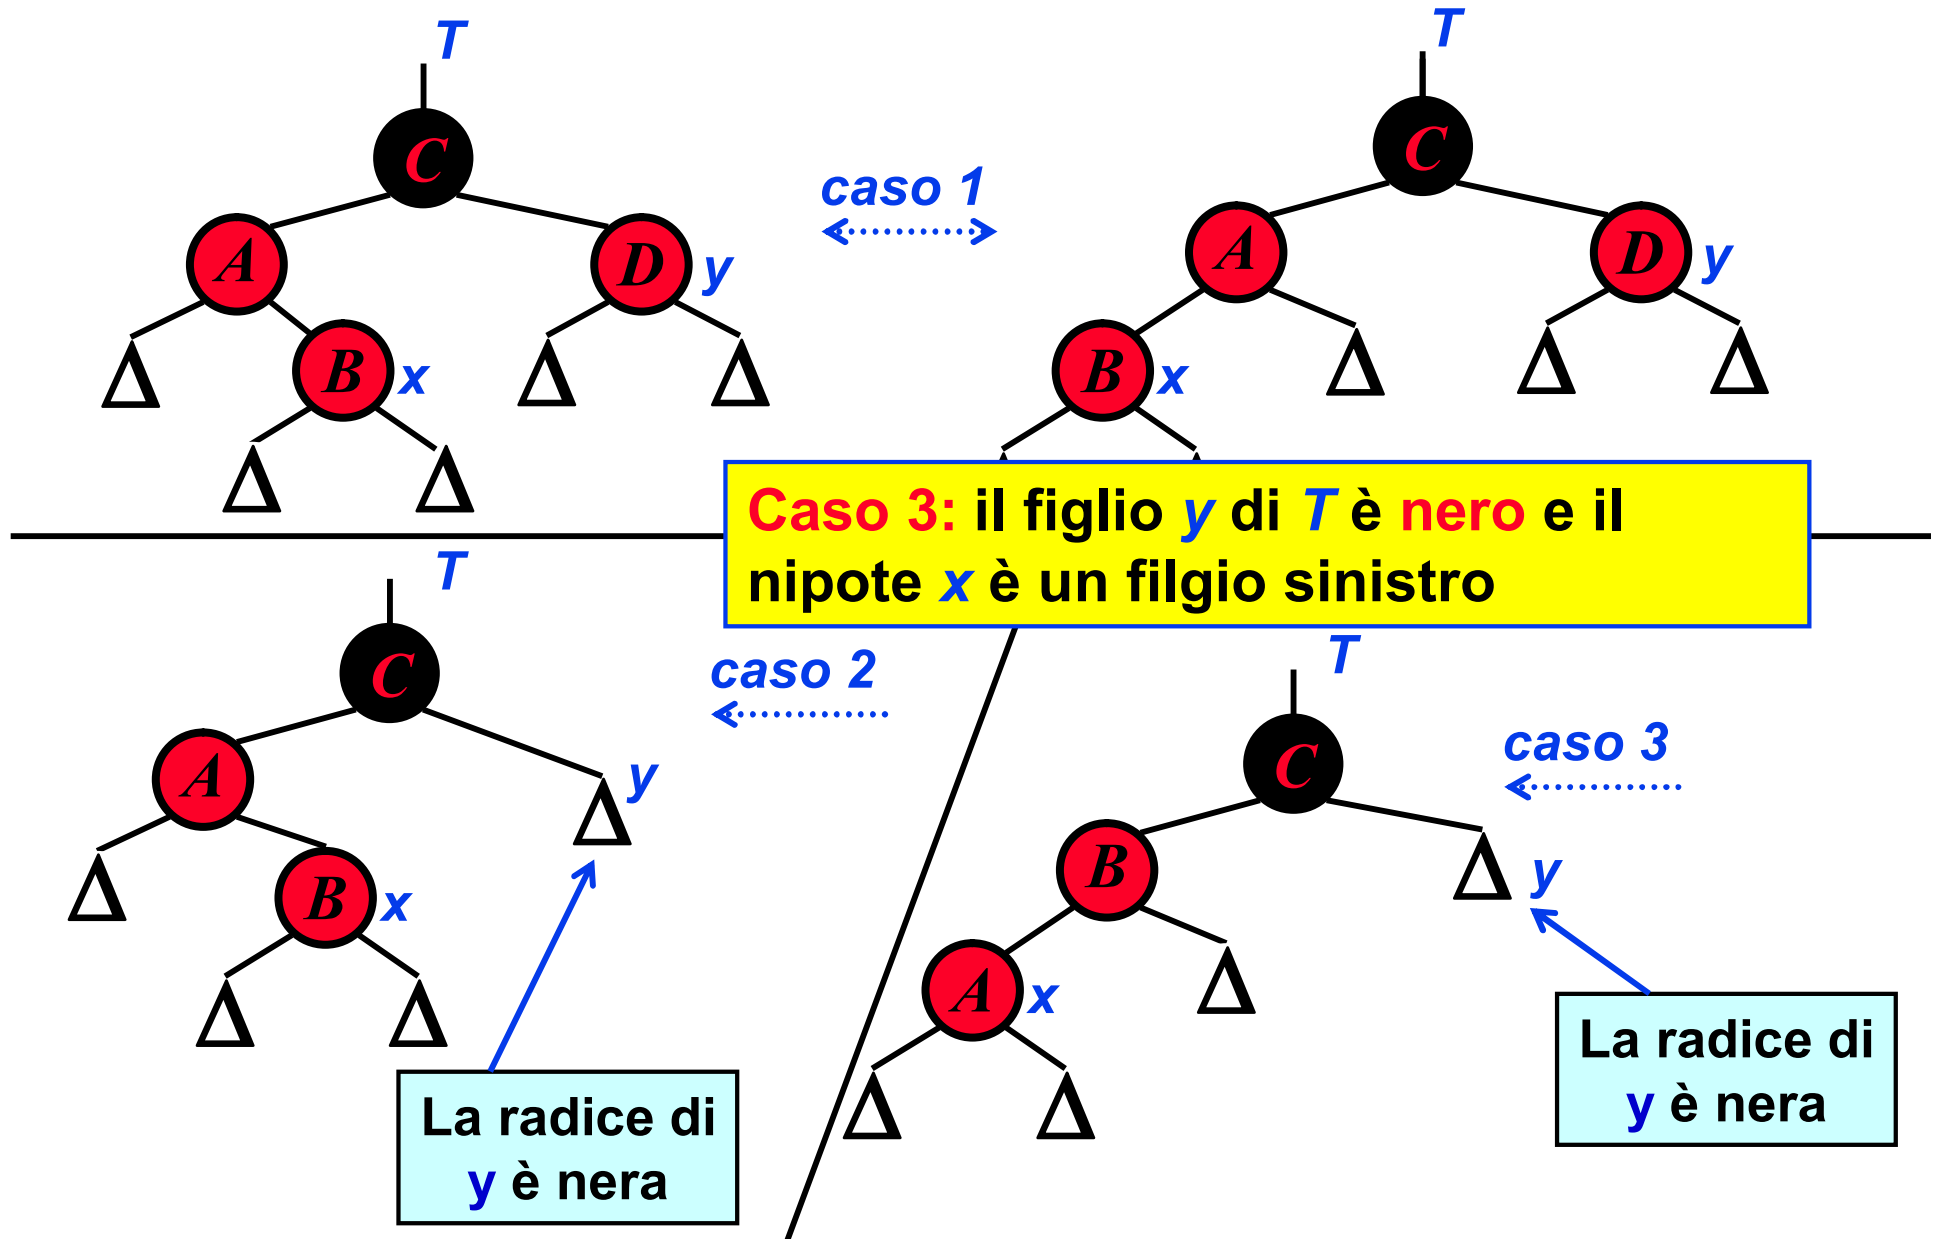 T
C
A
D
y
B
x
caso 1
T
C
A
D
y
B
x
Caso 3: il figlio y di T è nero e il
nipote x è un filgio sinistro
T
C
A
y
B
x
caso 2
La radice di
y è nera
T
C
caso 3
B
y
A
x
La radice di
y è nera